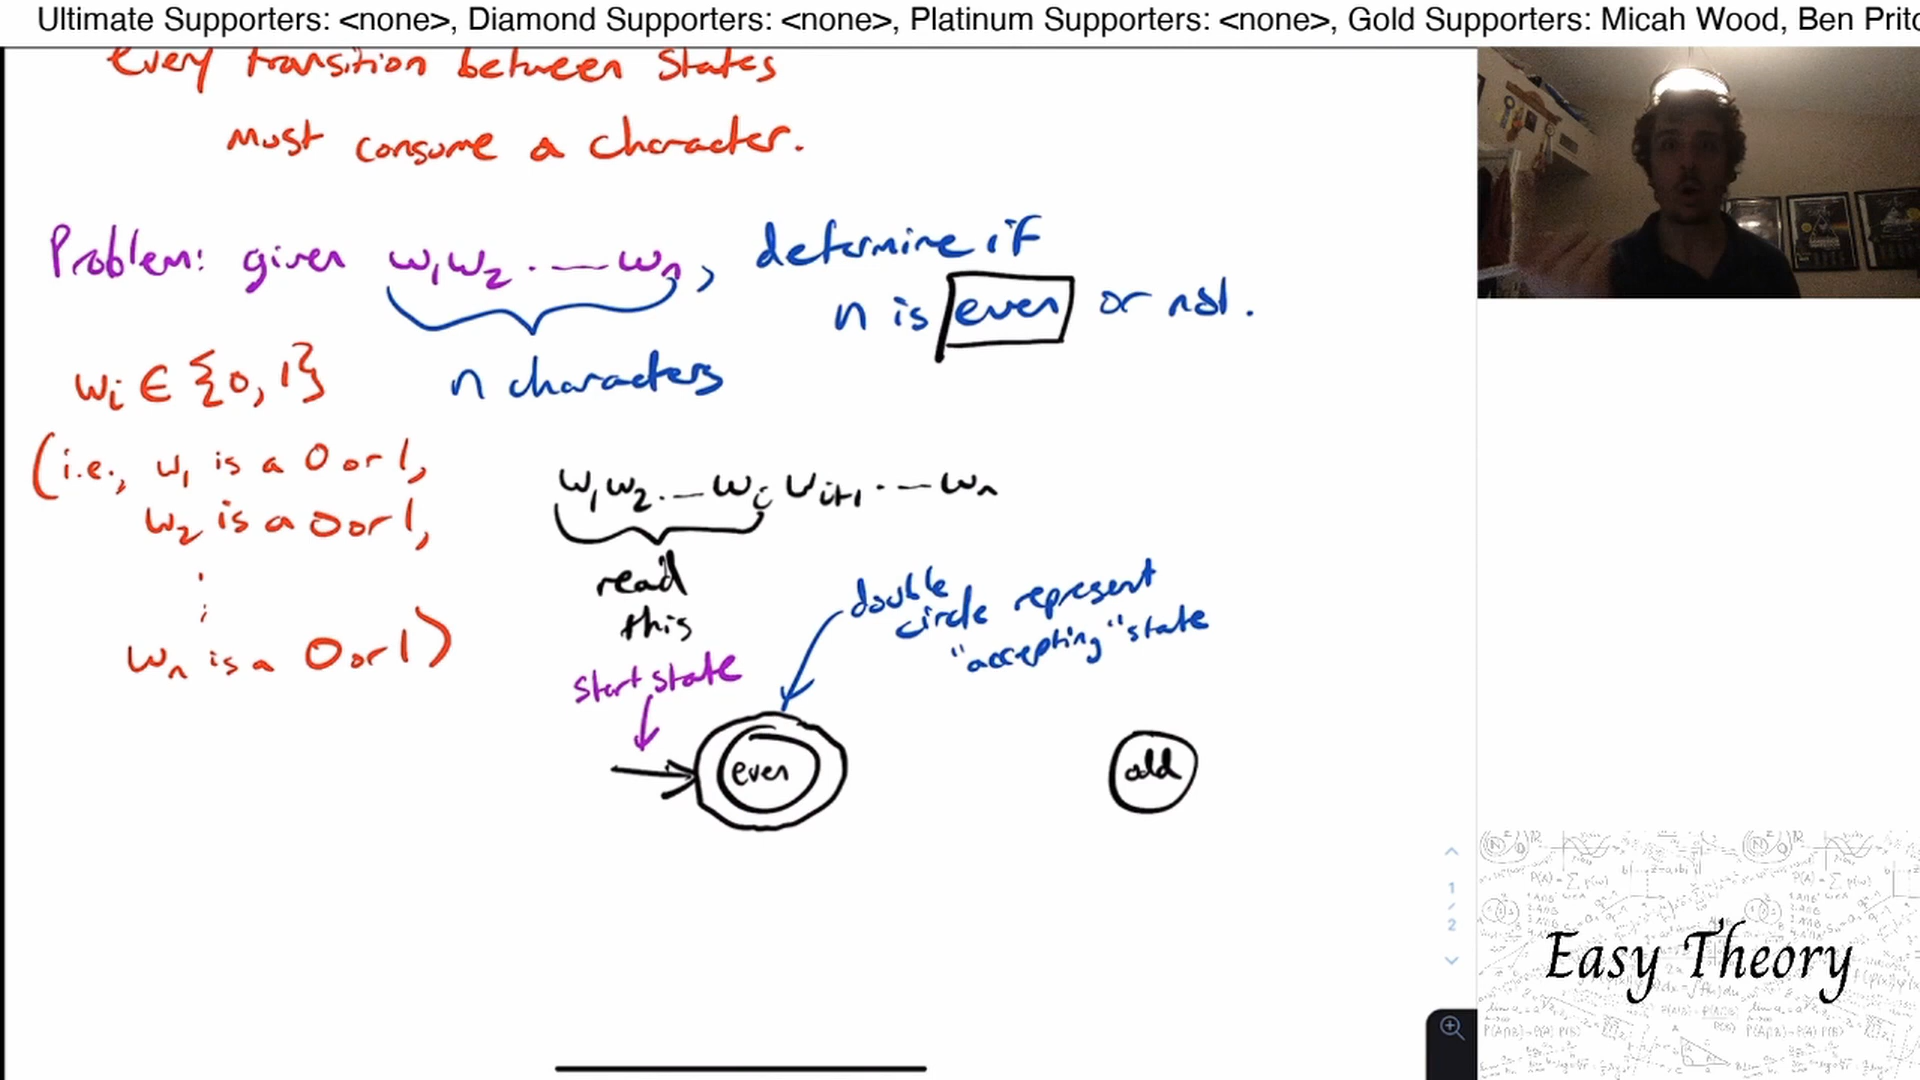 Ultimate Supporters: <none>, Diamond Supporters: <none>, Platinum Supporters: <none>, Gold Supporters: Micah Wood, Ben Prit
every transition between states
must consume a character.
Problem: given w₁w₂ . — wₙ, determine if
n is even or not.
n characters
wᵢ ∈ {0, 1}
(i.e., w₁ is a 0 or 1,
w₂ is a 0 or 1,
wₙ is a 0 or 1)
w₁w₂ . — wᵢ wᵢ₊₁ . — wₙ
read
this
double
circle represent
"accepting" state
start state
even
odd
1
2
Easy Theory